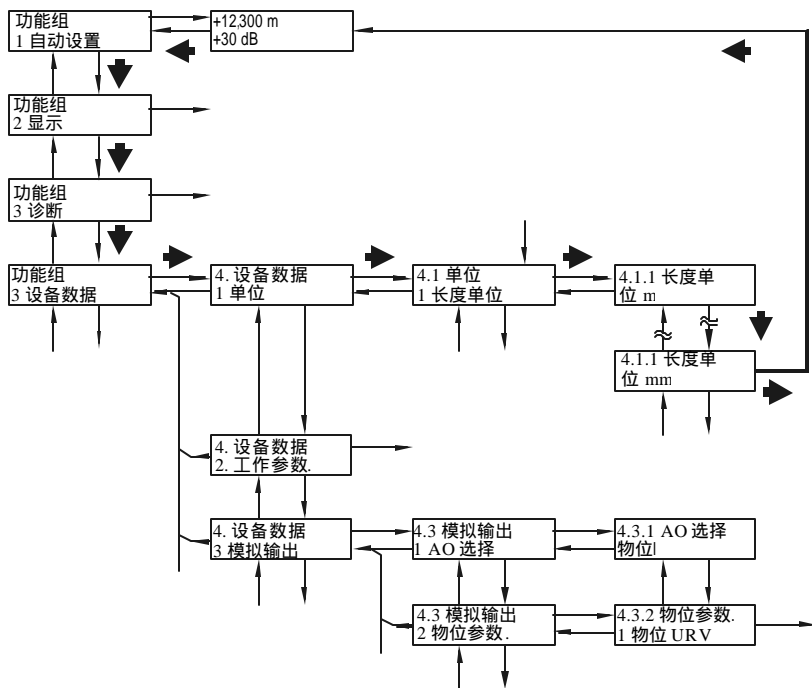 功能组
1 自动设置
+12,300 m
+30 dB
功能组
2 显示
功能组
3 诊断
功能组
3 设备数据
4. 设备数据
1 单位
4.1 单位
1 长度单位
4.1.1 长度单
位 m
4.1.1 长度单
位 mm
4. 设备数据
2. 工作参数.
4. 设备数据
3 模拟输出
4.3 模拟输出
1 AO 选择
4.3.1 AO 选择
物位
4.3 模拟输出
2 物位参数.
4.3.2 物位参数.
1 物位 URV